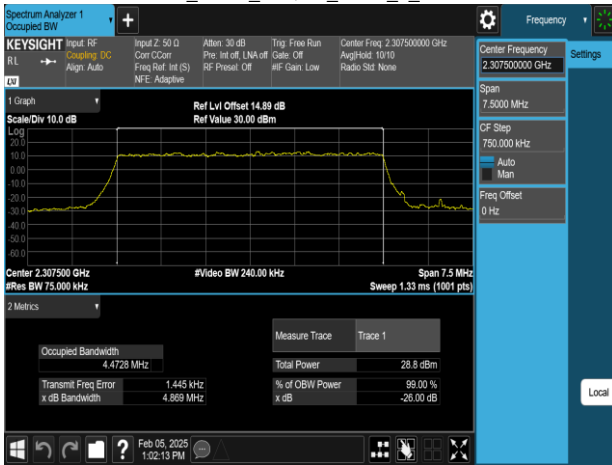 Spectrum Analyzer 1
Occupied BW
Frequency
KEYSIGHT
R L
LXI
Input: RF
Coupling: DC
Align: Auto
Input Z: 50 Ω
Corr CCorr
Freq Ref: Int (S)
NFE: Adaptive
Atten: 30 dB
Pre: Int off, LNA off
RF Presel: Off
Trig: Free Run
Gate: Off
#IF Gain: Low
Center Freq: 2.307500000 GHz
Avg|Hold: 10/10
Radio Std: None
Center Frequency
2.307500000 GHz
Settings
Span
7.5000 MHz
CF Step
750.000 kHz
Auto
Man
Freq Offset
0 Hz
Local
1 Graph
Scale/Div 10.0 dB
Ref Lvl Offset 14.89 dB
Ref Value 30.00 dBm
Log
20.0
10.0
0.00
-10.0
-20.0
-30.0
-40.0
-50.0
-60.0
Center 2.307500 GHz
#Video BW 240.00 kHz
Span 7.5 MHz
#Res BW 75.000 kHz
Sweep 1.33 ms (1001 pts)
2 Metrics
Measure Trace
Trace 1
Occupied Bandwidth
4.4728 MHz
Total Power
28.8 dBm
Transmit Freq Error
1.445 kHz
% of OBW Power
99.00 %
x dB Bandwidth
4.869 MHz
x dB
-26.00 dB
Feb 05, 2025
1:02:13 PM